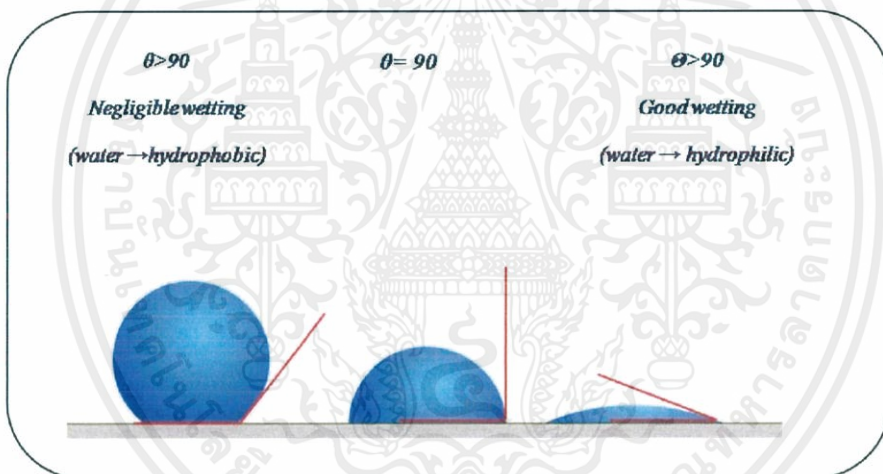 θ>90
Negligible wetting
(water →hydrophobic)
θ= 90
Θ>90
Good wetting
(water → hydrophilic)